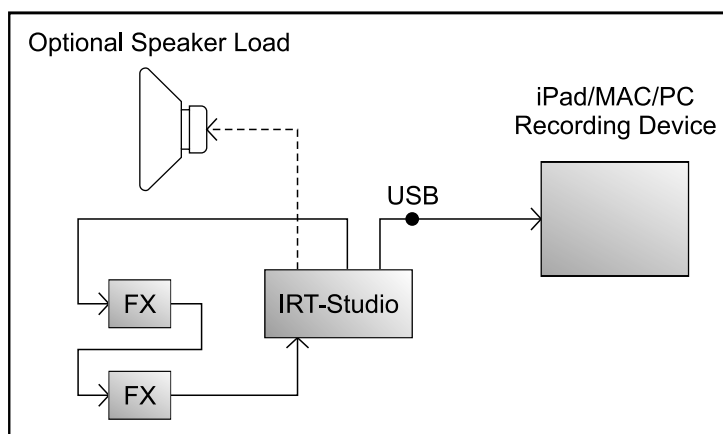 Optional Speaker Load
iPad/MAC/PC
Recording Device
USB
FX
IRT-Studio
FX